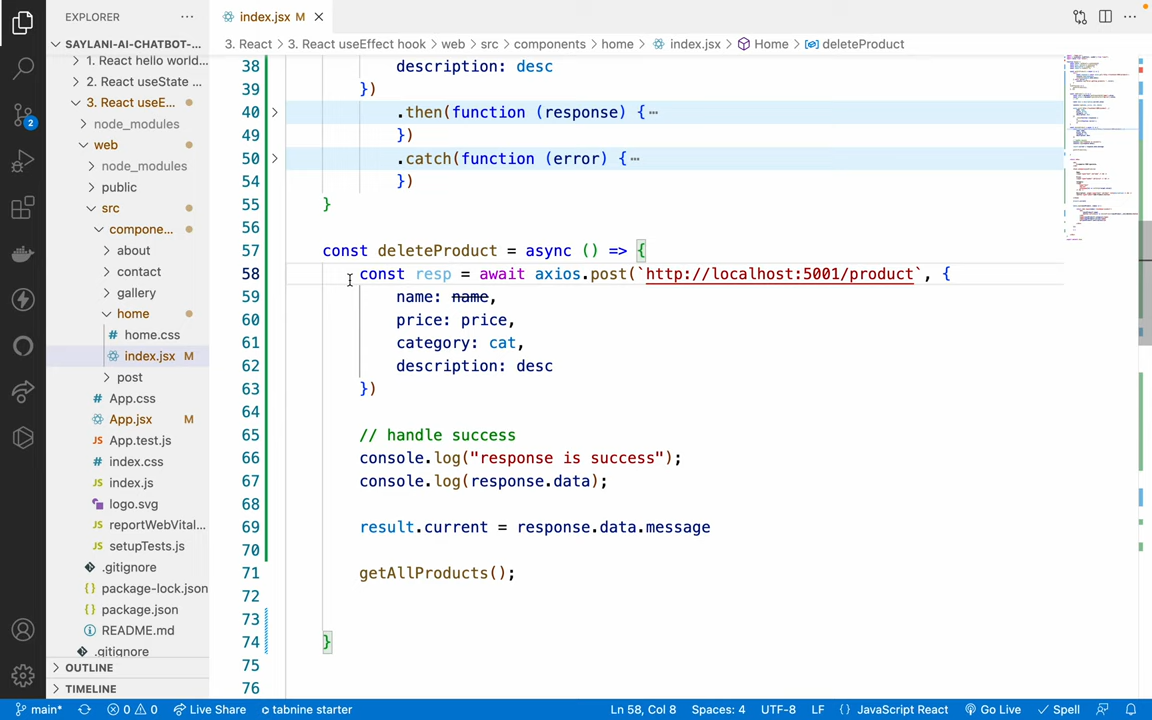 EXPLORER
index.jsx M
SAYLANI-AI-CHATBOT-...
1. React hello world...
2. React useState
3. React useE...
node_modules
web
node_modules
public
src
compone...
about
contact
gallery
home
home.css
index.jsx M
post
App.css
App.jsx M
App.test.js
index.css
index.js
logo.svg
reportWebVital...
setupTests.js
.gitignore
package-lock.json
package.json
README.md
.gitignore
OUTLINE
TIMELINE
3. React > 3. React useEffect hook > web > src > components > home > index.jsx > Home > deleteProduct
38 description: desc
39 })
40 .then(function (response) {⋯
49 })
50 .catch(function (error) {⋯
54 })
55 }
56
57 const deleteProduct = async () => {
58 const resp = await axios.post(`http://localhost:5001/product`, {
59 name: name,
60 price: price,
61 category: cat,
62 description: desc
63 })
64
65 // handle success
66 console.log("response is success");
67 console.log(response.data);
68
69 result.current = response.data.message
70
71 getAllProducts();
72
73
74 }
75
76
2
main* 0 0 Live Share tabnine starter Ln 58, Col 8 Spaces: 4 UTF-8 LF {} JavaScript React Go Live Spell